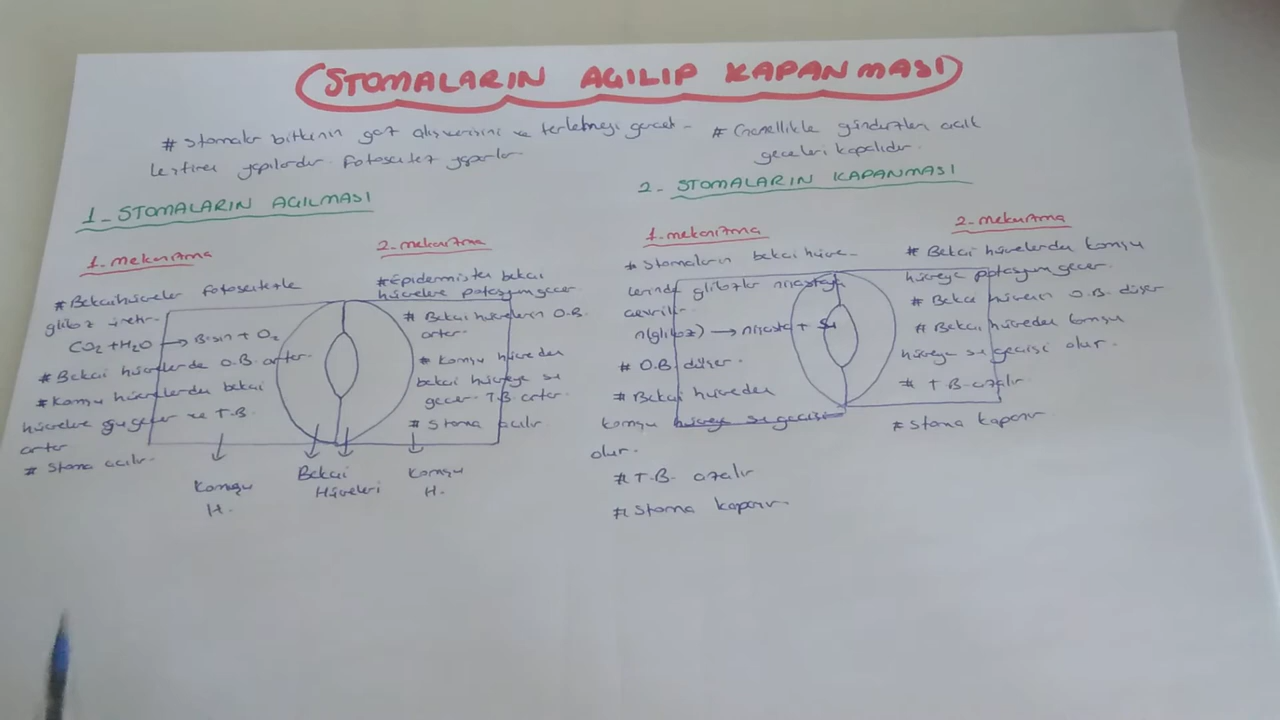 STOMALARIN AÇILIP KAPANMASI
# Stomalar bitkinin gaz alışverişini ve terlemeyi gerçek-
leştiren yapılardır. Fotosentez yaparlar
# Genellikle gündüzleri açık
geceleri kapalıdır.
1- STOMALARIN AÇILMASI
1. mekanizma
# Bekçi hücreler fotosentezle
glikoz üretir.
CO2 + H2O → Besin + O2
# Bekçi hücrelerde O.B. artar.
# Komşu hücrelerden bekçi
hücrelere su geçer ve T.B.
artar
# Stoma açılır.
2. mekanizma
# Epidermisten bekçi
hücrelere potasyum geçer
# Bekçi hücrelerin O.B.
artar.
# Komşu hücreden
bekçi hücreye su
geçer. T.B. artar.
# Stoma açılır.
Komşu
H.
Bekçi
Hücreleri
Komşu
H.
2- STOMALARIN KAPANMASI
1. mekanizma
# Stomaların bekçi hücre-
lerinde glikozlar nişastaya
çevrilir.
n(glikoz) → nişasta + Su
# O.B düşer.
# Bekçi hücreden
komşu hücreye su geçişi
olur.
# T.B. azalır
# Stoma kapanır.
2. mekanizma
# Bekçi hücrelerden komşu
hücreye potasyum geçer.
# Bekçi hücrenin O.B. düşer
# Bekçi hücreden komşu
hücreye su geçişi olur.
# T.B. azalır
# Stoma kapanır.